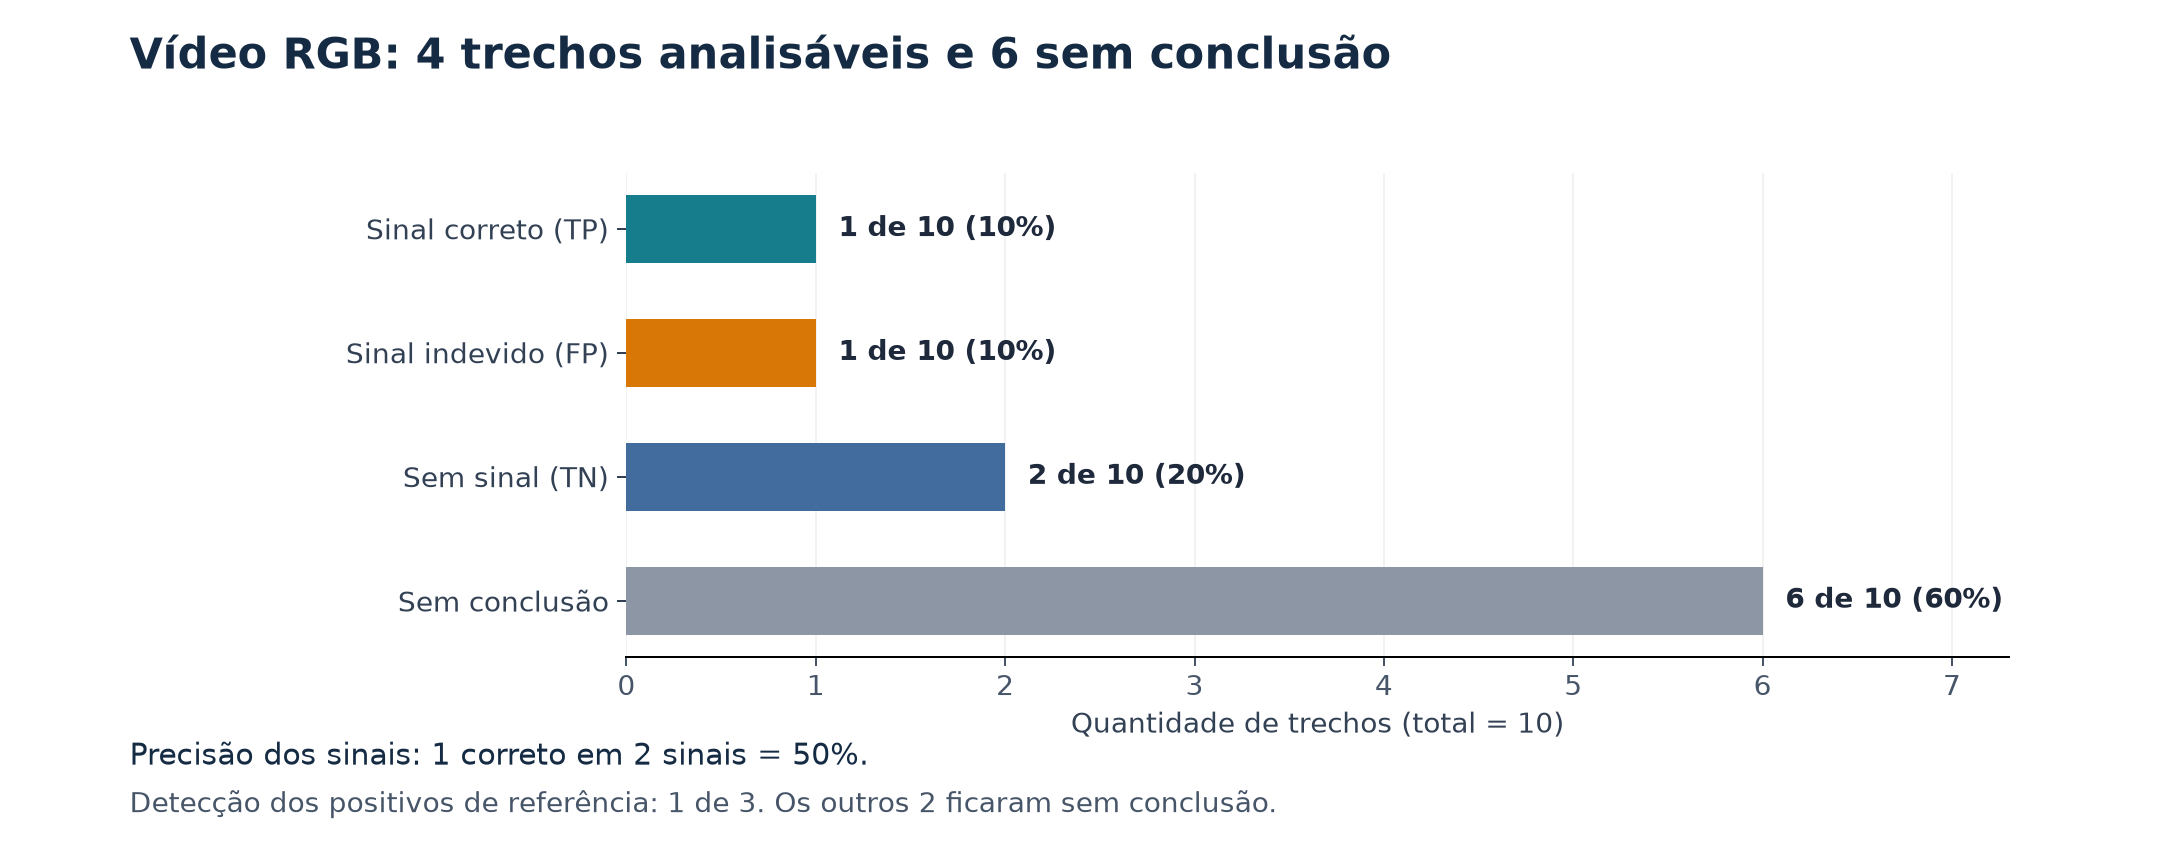 Vídeo RGB: 4 trechos analisáveis e 6 sem conclusão
Sinal correto (TP)
1 de 10 (10%)
Sinal indevido (FP)
1 de 10 (10%)
Sem sinal (TN)
2 de 10 (20%)
Sem conclusão
6 de 10 (60%)
0 1 2 3 4 5 6 7
Quantidade de trechos (total = 10)
Precisão dos sinais: 1 correto em 2 sinais = 50%.
Detecção dos positivos de referência: 1 de 3. Os outros 2 ficaram sem conclusão.